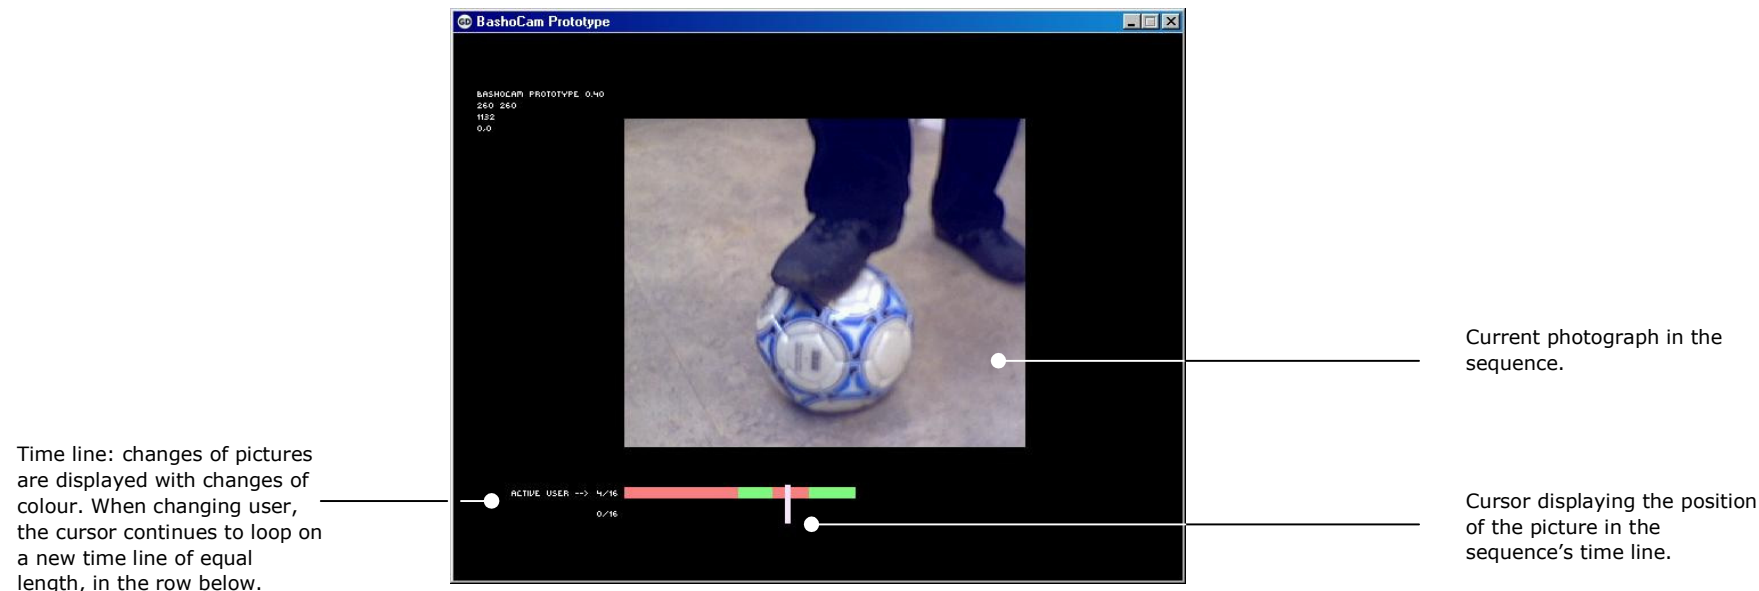 BashoCam Prototype
BASHOCAM PROTOTYPE 0.40
260 260
1132
0,0
Current photograph in the
sequence.
Time line: changes of pictures
are displayed with changes of
colour. When changing user,
the cursor continues to loop on
a new time line of equal
length, in the row below.
ACTIVE USER --> 4/16
0/16
Cursor displaying the position
of the picture in the
sequence’s time line.